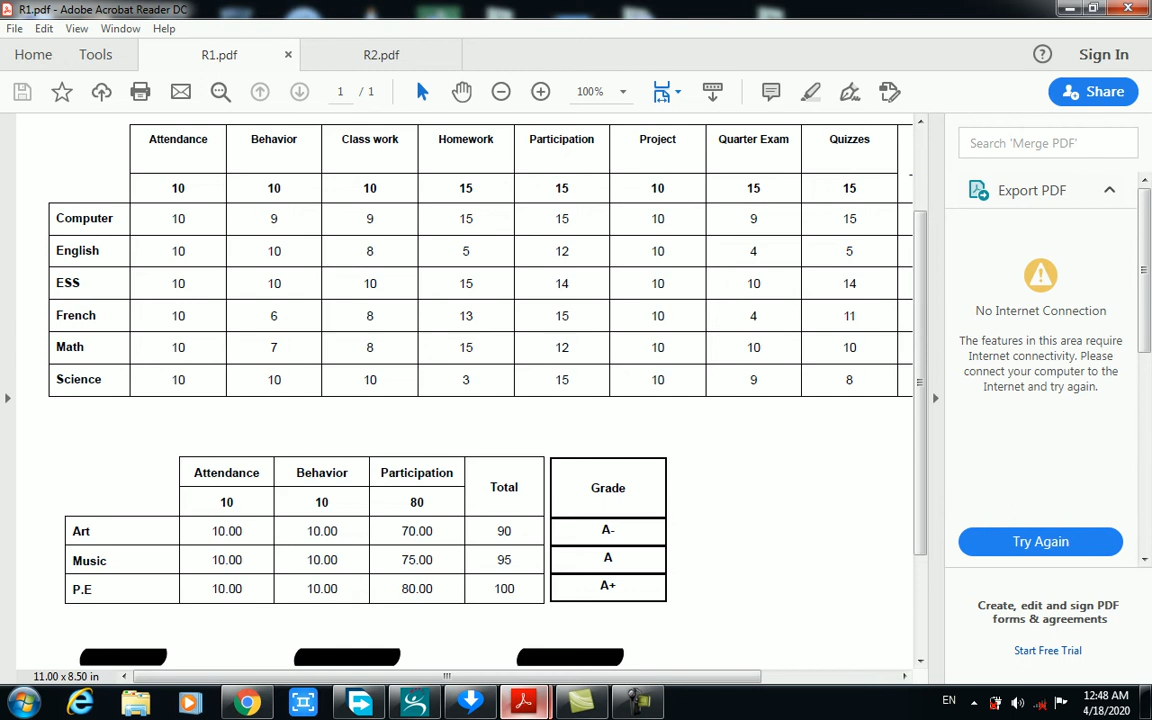 R1.pdf - Adobe Acrobat Reader DC
File Edit View Window Help
Home Tools R1.pdf × R2.pdf ? Sign In
1 / 1 100% Share
Attendance Behavior Class work Homework Participation Project Quarter Exam Quizzes
10 10 10 15 15 10 15 15
Computer 10 9 9 15 15 10 9 15
English 10 10 8 5 12 10 4 5
ESS 10 10 10 15 14 10 10 14
French 10 6 8 13 15 10 4 11
Math 10 7 8 15 12 10 10 10
Science 10 10 10 3 15 10 9 8
Attendance Behavior Participation Total Grade
10 10 80
Art 10.00 10.00 70.00 90 A-
Music 10.00 10.00 75.00 95 A
P.E 10.00 10.00 80.00 100 A+
Search 'Merge PDF'
Export PDF
No Internet Connection
The features in this area require
Internet connectivity. Please
connect your computer to the
Internet and try again.
Try Again
Create, edit and sign PDF
forms & agreements
Start Free Trial
11.00 x 8.50 in
EN 12:48 AM
4/18/2020